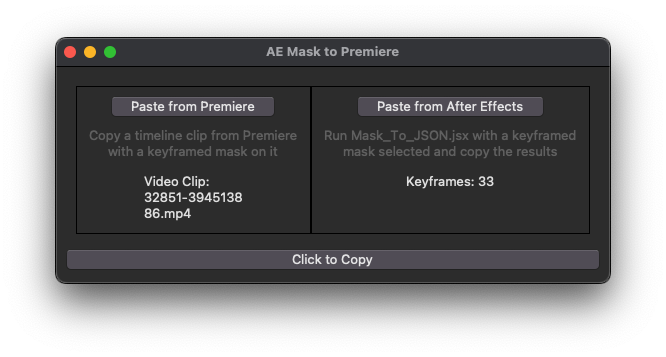 AE Mask to Premiere
Paste from Premiere
Copy a timeline clip from Premiere
with a keyframed mask on it
Video Clip:
32851-3945138
86.mp4
Paste from After Effects
Run Mask_To_JSON.jsx with a keyframed
mask selected and copy the results
Keyframes: 33
Click to Copy